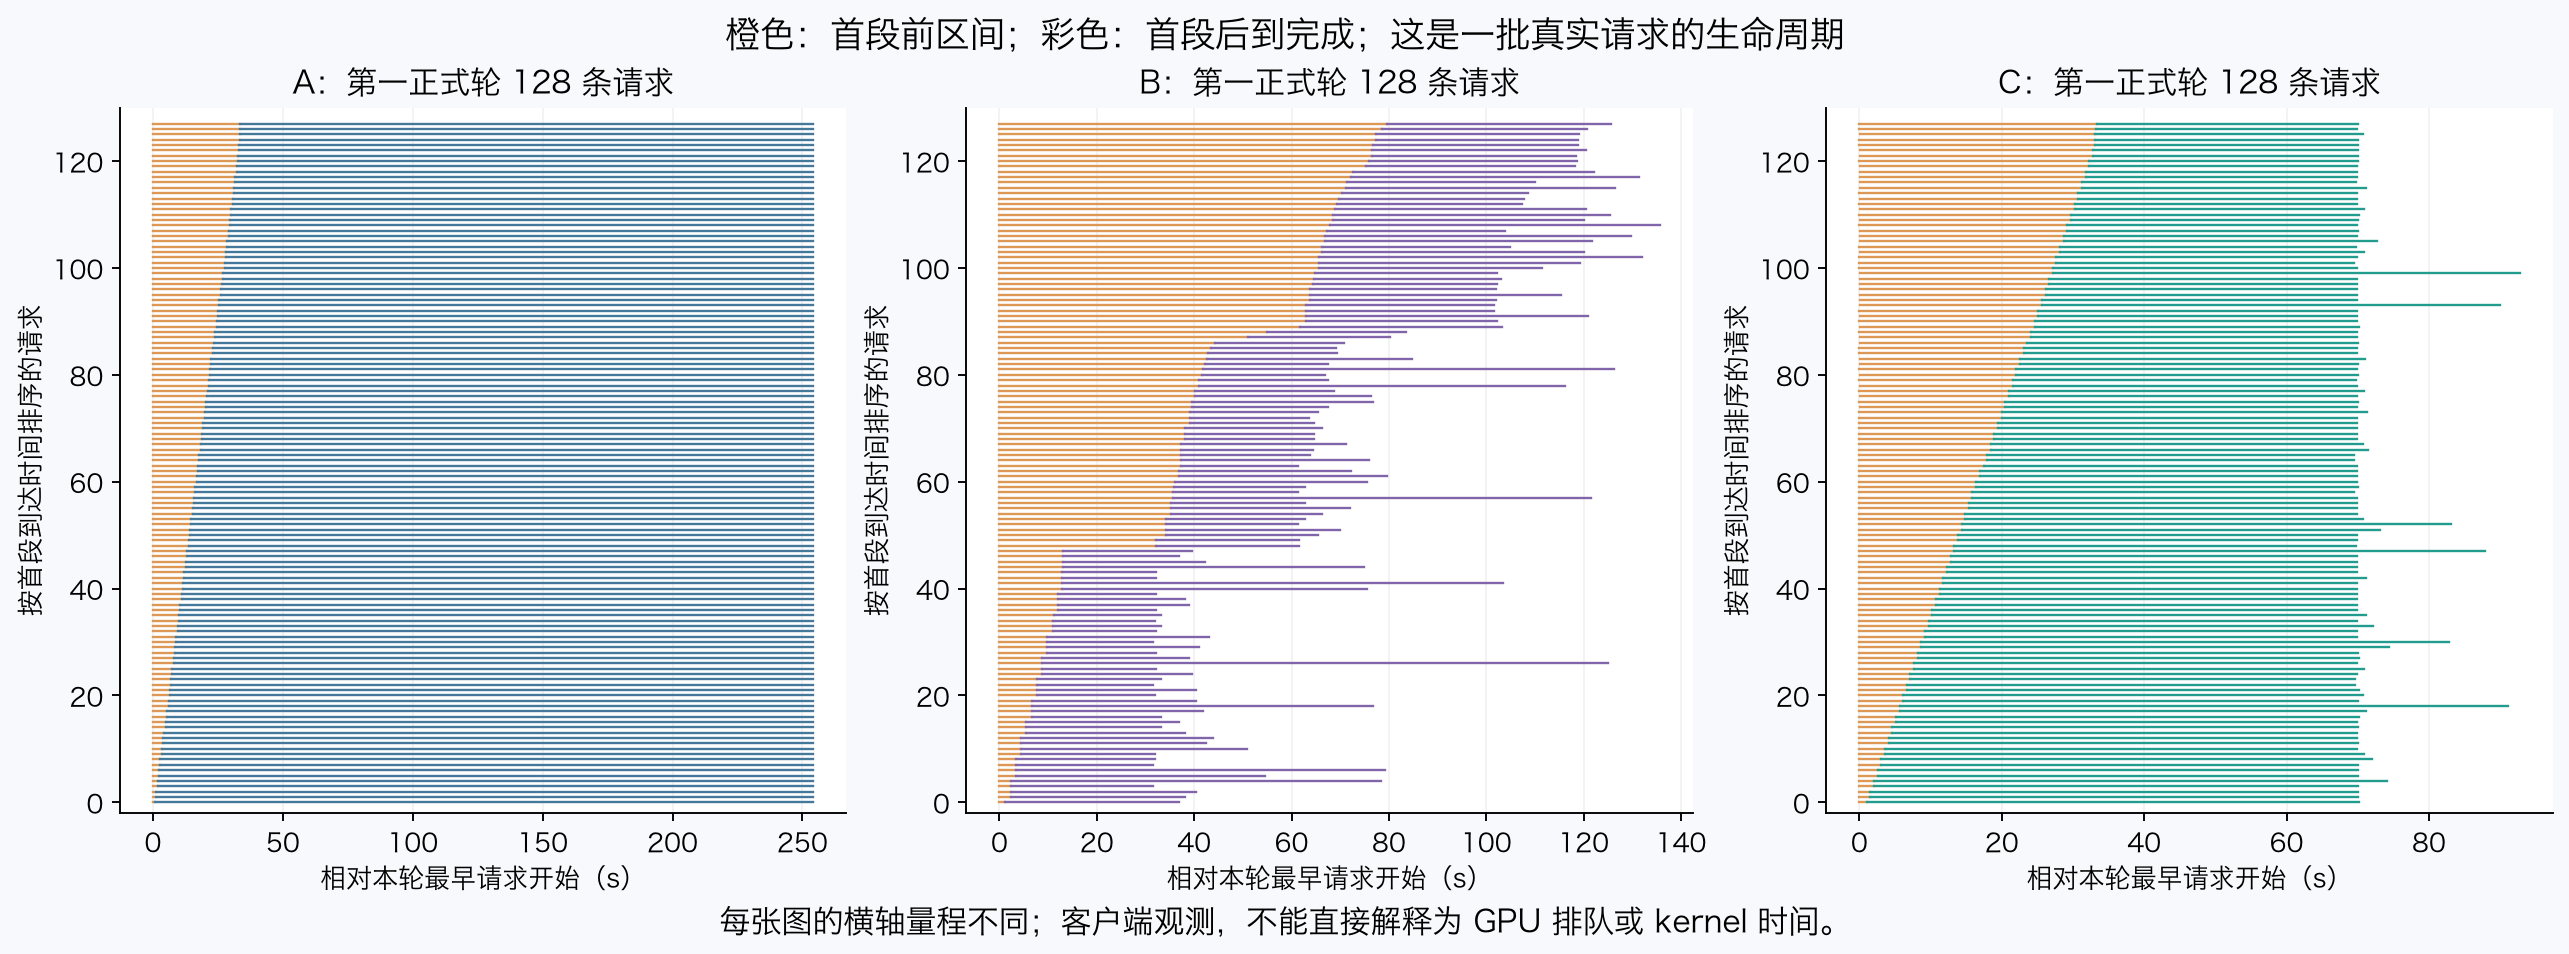 橙色：首段前区间；彩色：首段后到完成；这是一批真实请求的生命周期
A：第一正式轮 128 条请求
按首段到达时间排序的请求
120
100
80
60
40
20
0
0 50 100 150 200 250
相对本轮最早请求开始（s）
B：第一正式轮 128 条请求
按首段到达时间排序的请求
120
100
80
60
40
20
0
0 20 40 60 80 100 120 140
相对本轮最早请求开始（s）
C：第一正式轮 128 条请求
按首段到达时间排序的请求
120
100
80
60
40
20
0
0 20 40 60 80
相对本轮最早请求开始（s）
每张图的横轴量程不同；客户端观测，不能直接解释为 GPU 排队或 kernel 时间。